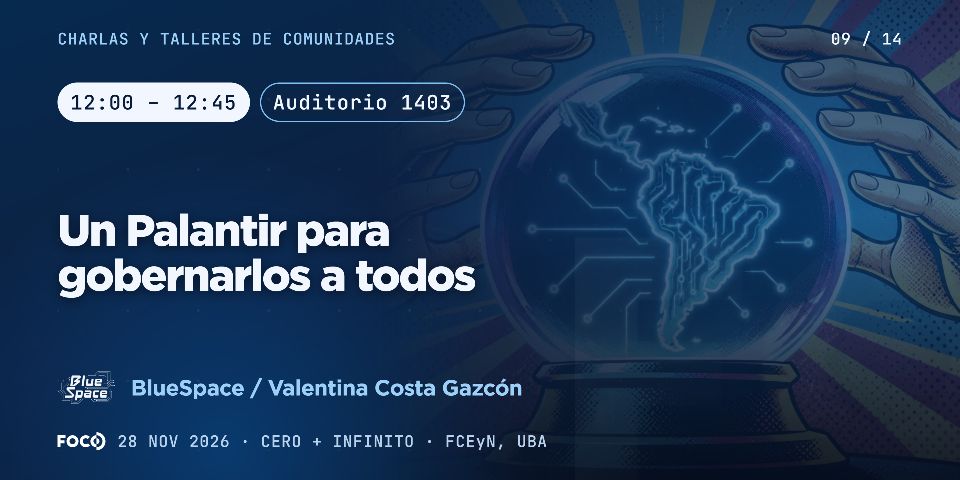 CHARLAS Y TALLERES DE COMUNIDADES
09 / 14
12:00 – 12:45
Auditorio 1403
Un Palantir para
gobernarlos a todos
Blue
Space
BlueSpace / Valentina Costa Gazcón
FOCO 28 NOV 2026 · CERO + INFINITO · FCEyN, UBA